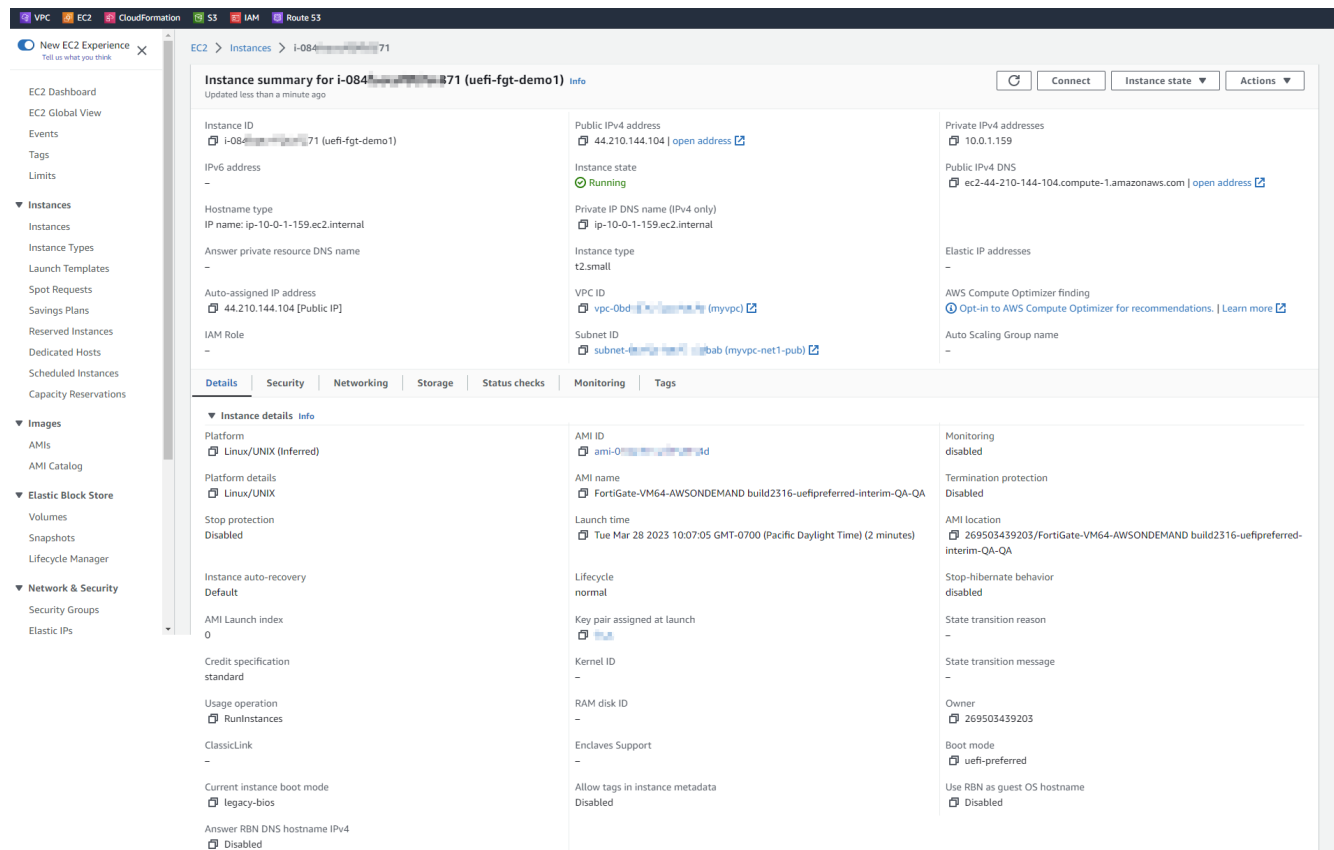 VPC EC2 CloudFormation S3 IAM Route 53
New EC2 Experience
Tell us what you think
EC2 Dashboard
EC2 Global View
Events
Tags
Limits
Instances
Instances
Instance Types
Launch Templates
Spot Requests
Savings Plans
Reserved Instances
Dedicated Hosts
Scheduled Instances
Capacity Reservations
Images
AMIs
AMI Catalog
Elastic Block Store
Volumes
Snapshots
Lifecycle Manager
Network & Security
Security Groups
Elastic IPs
EC2 > Instances > i-084 71
Instance summary for i-084 371 (uefi-fgt-demo1) Info
Updated less than a minute ago
Connect Instance state Actions
Instance ID
i-084 71 (uefi-fgt-demo1)
Public IPv4 address
44.210.144.104 | open address
Private IPv4 addresses
10.0.1.159
IPv6 address
–
Instance state
Running
Public IPv4 DNS
ec2-44-210-144-104.compute-1.amazonaws.com | open address
Hostname type
IP name: ip-10-0-1-159.ec2.internal
Private IP DNS name (IPv4 only)
ip-10-0-1-159.ec2.internal
Answer private resource DNS name
–
Instance type
t2.small
Elastic IP addresses
–
Auto-assigned IP address
44.210.144.104 [Public IP]
VPC ID
vpc-0bd (myvpc)
AWS Compute Optimizer finding
Opt-in to AWS Compute Optimizer for recommendations. | Learn more
IAM Role
–
Subnet ID
subnet- bab (myvpc-net1-pub)
Auto Scaling Group name
–
Details Security Networking Storage Status checks Monitoring Tags
Instance details Info
Platform
Linux/UNIX (Inferred)
AMI ID
ami-0 4d
Monitoring
disabled
Platform details
Linux/UNIX
AMI name
FortiGate-VM64-AWSONDEMAND build2316-uefipreferred-interim-QA-QA
Termination protection
Disabled
Stop protection
Disabled
Launch time
Tue Mar 28 2023 10:07:05 GMT-0700 (Pacific Daylight Time) (2 minutes)
AMI location
269503439203/FortiGate-VM64-AWSONDEMAND build2316-uefipreferred-
interim-QA-QA
Instance auto-recovery
Default
Lifecycle
normal
Stop-hibernate behavior
disabled
AMI Launch index
0
Key pair assigned at launch
State transition reason
–
Credit specification
standard
Kernel ID
–
State transition message
–
Usage operation
RunInstances
RAM disk ID
–
Owner
269503439203
ClassicLink
–
Enclaves Support
–
Boot mode
uefi-preferred
Current instance boot mode
legacy-bios
Allow tags in instance metadata
Disabled
Use RBN as guest OS hostname
Disabled
Answer RBN DNS hostname IPv4
Disabled